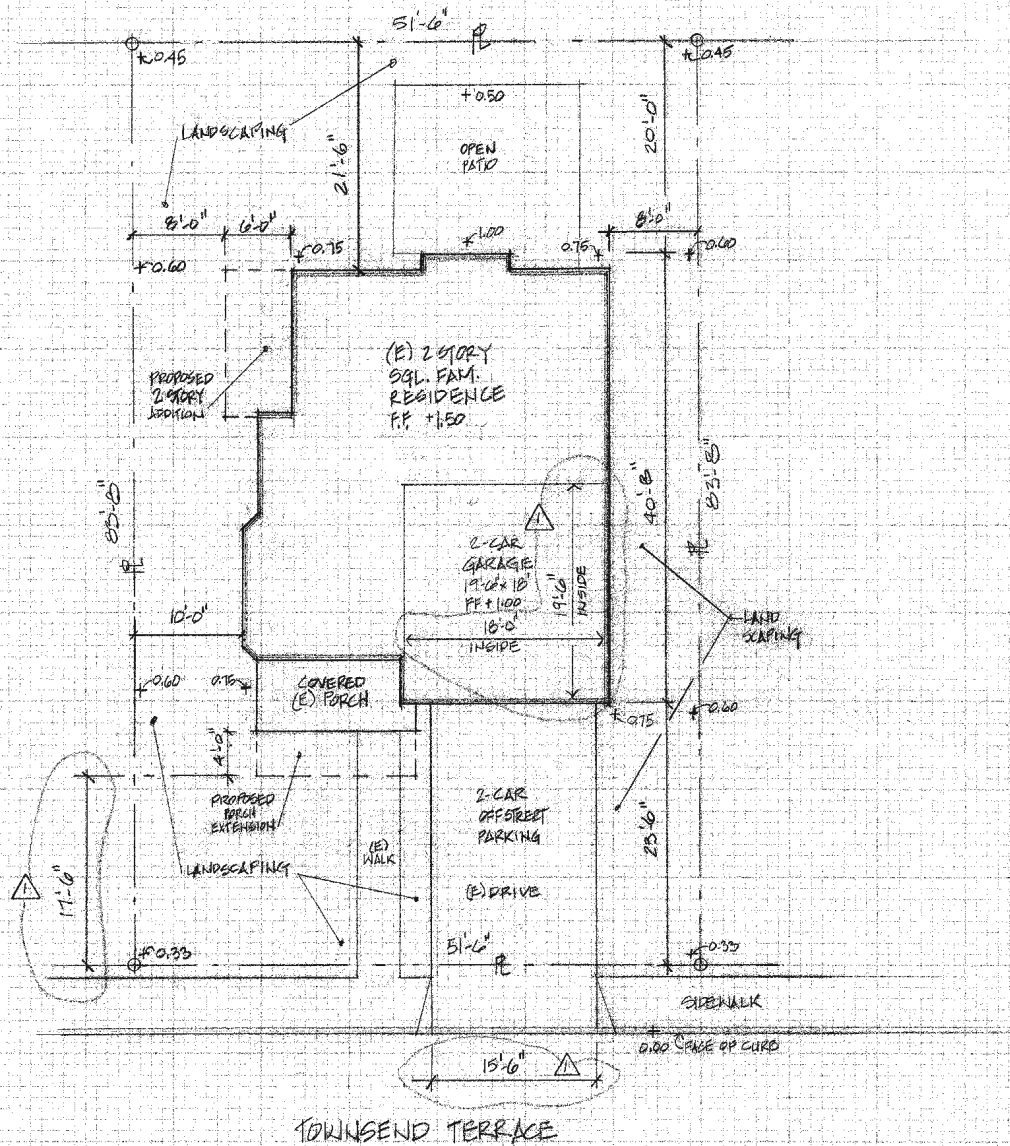 51'-6"
PL
+0.45
+0.45
+0.50
LANDSCAPING
OPEN
PATIO
21'-6"
20'-0"
8'-0"
6'-0"
8'-0"
+0.75
+1.00
0.75+
+0.60
+0.60
(E) 2 STORY
SGL. FAM.
RESIDENCE
F.F. +1.50
PROPOSED
2 STORY
ADDITION
83'-8"
PL
40'-8"
83'-8"
PL
1
2-CAR
GARAGE
19'-6" x 18'
FF +1.00
19'-6"
INSIDE
18'-0"
INSIDE
10'-0"
LAND
SCAPING
+0.60
0.75+
COVERED
(E) PORCH
+0.75
+0.60
4'-0"
PROPOSED
PORCH
EXTENSION
2-CAR
OFFSTREET
PARKING
23'-6"
(E)
WALK
LANDSCAPING
17'-6"
1
(E) DRIVE
+0.33
51'-6"
PL
+0.33
SIDEWALK
0.00 @ FACE OF CURB
15'-6"
1
TOWNSEND TERRACE